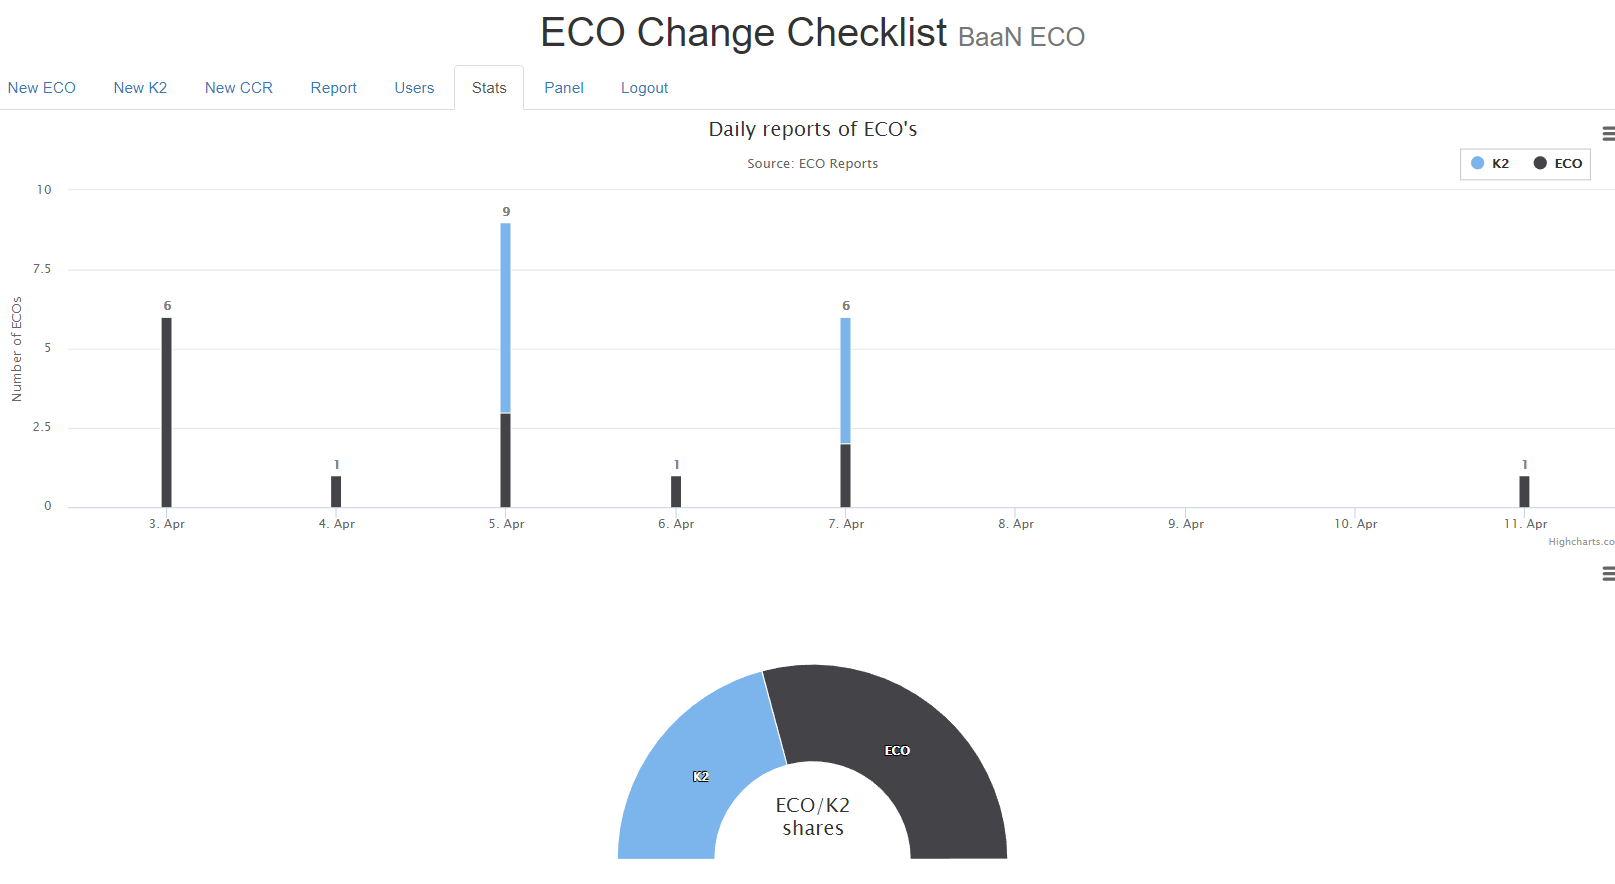 ECO Change Checklist BaaN ECO
New ECO New K2 New CCR Report Users Stats Panel Logout
Daily reports of ECO's
Source: ECO Reports
K2 ECO
Number of ECOs
10
7.5
5
2.5
0
6
1
9
1
6
1
3. Apr 4. Apr 5. Apr 6. Apr 7. Apr 8. Apr 9. Apr 10. Apr 11. Apr
Highcharts.co
K2
ECO
ECO/K2
shares